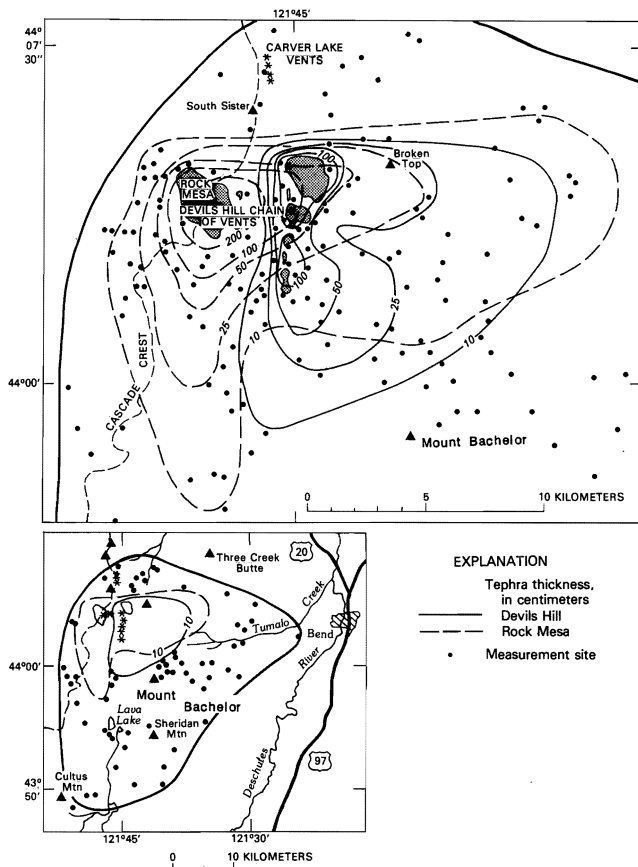 121°45'
44°
07'
30"
CARVER LAKE
VENTS
South Sister
Broken
Top
100
ROCK
MESA
DEVILS HILL CHAIN
OF VENTS
200
100
50
100
50
25
25
10
10
10
CREST
CASCADE
44°00'
Mount Bachelor
0 5 10 KILOMETERS
Three Creek
Butte
20
Creek
Tumalo
Bend
River
10
10
44°00'
Mount
Bachelor
Lava
Lake
Sheridan
Mtn
Deschutes
97
Cultus
Mtn
43°
50'
121°45' 121°30'
0 10 KILOMETERS
EXPLANATION
Tephra thickness,
in centimeters
Devils Hill
Rock Mesa
Measurement site